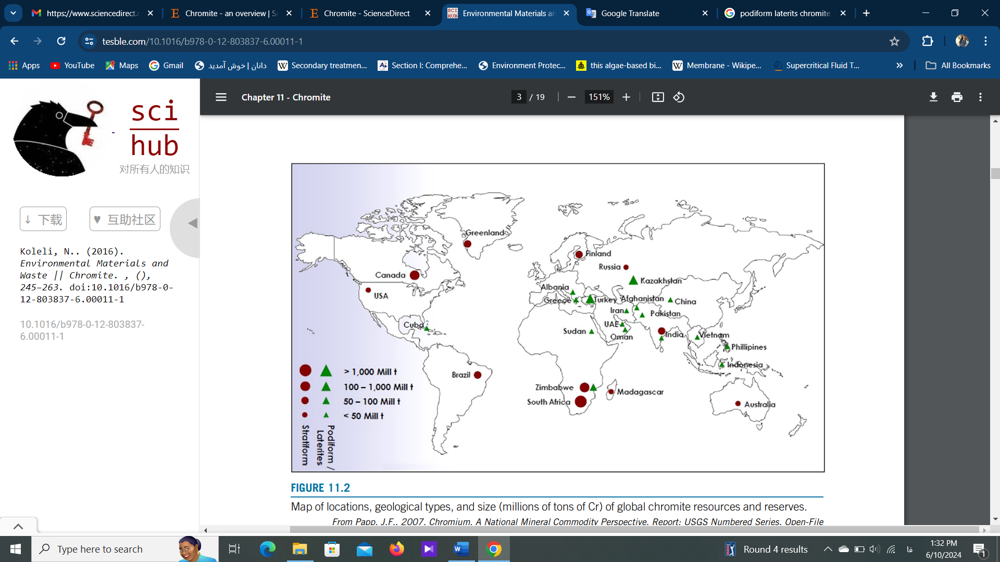 https://www.sciencedirect.c
Chromite - an overview | S
Chromite - ScienceDirect
SCI HUB
Environmental Materials an
Google Translate
podiform laterits chromite
tesble.com/10.1016/b978-0-12-803837-6.00011-1
Apps
YouTube
Maps
Gmail
دانان | خوش آمدید
Secondary treatmen...
Section I: Comprehe...
Environment Protec...
this algae-based bi...
Membrane - Wikipe...
Supercritical Fluid T...
All Bookmarks
sci
hub
对所有人的知识
↓ 下载
♥ 互助社区
Koleli, N.. (2016).
Environmental Materials and
Waste || Chromite. , (),
245–263. doi:10.1016/b978-0-
12-803837-6.00011-1
10.1016/b978-0-12-803837-
6.00011-1
Chapter 11 - Chromite
3 / 19
151%
Greenland
Finland
Russia
Canada
Kazakhstan
Albania
USA
Greece
Turkey
Afghanistan
China
Iran
Pakistan
Cuba
UAE
Sudan
Oman
India
Vietnam
Phillipines
Indonesia
Brazil
Zimbabwe
Madagascar
South Africa
Australia
> 1,000 Mill t
100 – 1,000 Mill t
50 – 100 Mill t
< 50 Mill t
Stratiform
Podiform /
Laterites
FIGURE 11.2
Map of locations, geological types, and size (millions of tons of Cr) of global chromite resources and reserves.
From Papp, J.F., 2007. Chromium. A National Mineral Commodity Perspective. Report: USGS Numbered Series. Open-File
Type here to search
Round 4 results
فا
1:32 PM
6/10/2024
1